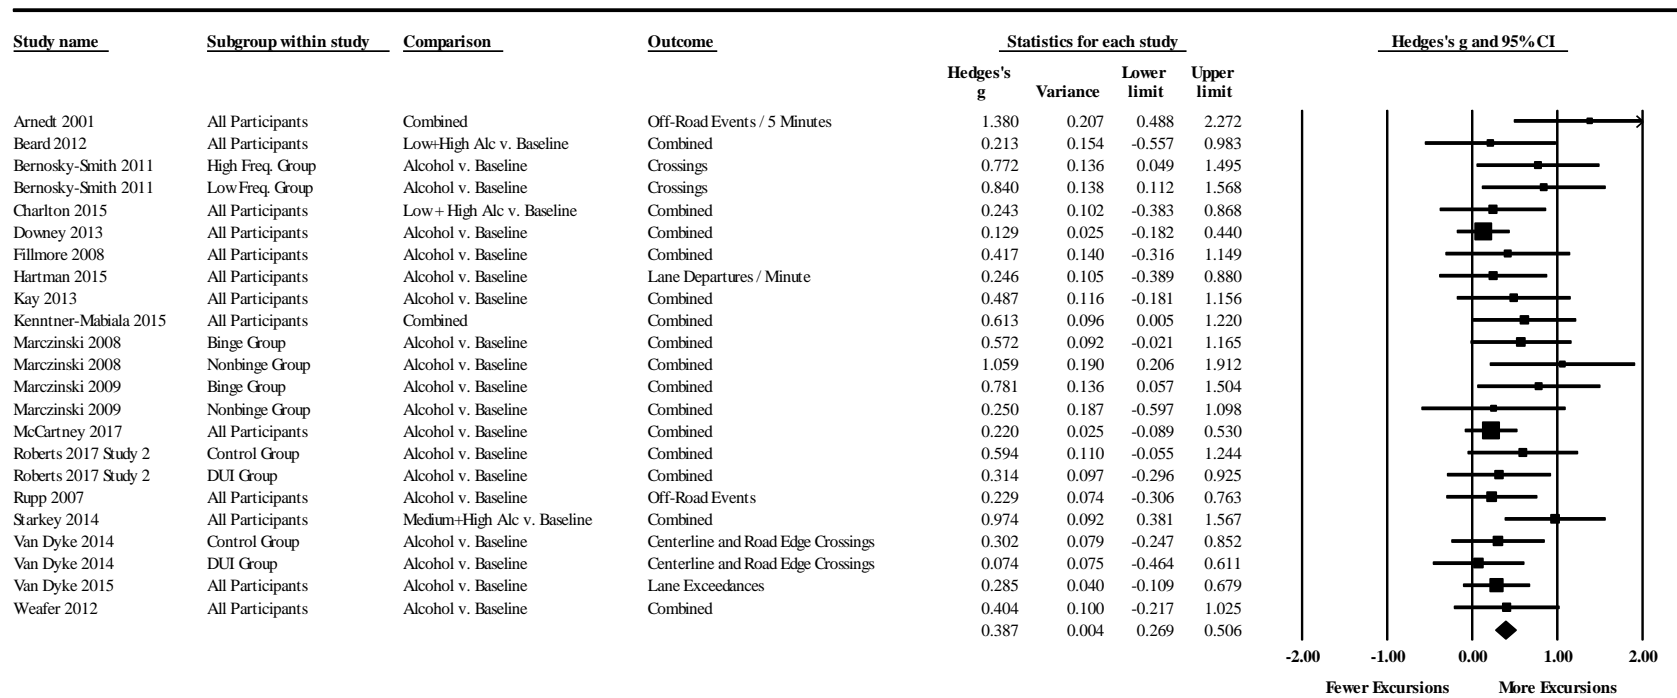 Study name Subgroup within study Comparison Outcome Statistics for each study Hedges's g and 95% CI
Hedges's g Variance Lower limit Upper limit
Arnedt 2001 All Participants Combined Off-Road Events / 5 Minutes 1.380 0.207 0.488 2.272
Beard 2012 All Participants Low+High Alc v. Baseline Combined 0.213 0.154 -0.557 0.983
Bernosky-Smith 2011 High Freq. Group Alcohol v. Baseline Crossings 0.772 0.136 0.049 1.495
Bernosky-Smith 2011 Low Freq. Group Alcohol v. Baseline Crossings 0.840 0.138 0.112 1.568
Charlton 2015 All Participants Low + High Alc v. Baseline Combined 0.243 0.102 -0.383 0.868
Downey 2013 All Participants Alcohol v. Baseline Combined 0.129 0.025 -0.182 0.440
Fillmore 2008 All Participants Alcohol v. Baseline Combined 0.417 0.140 -0.316 1.149
Hartman 2015 All Participants Alcohol v. Baseline Lane Departures / Minute 0.246 0.105 -0.389 0.880
Kay 2013 All Participants Alcohol v. Baseline Combined 0.487 0.116 -0.181 1.156
Kenntner-Mabiala 2015 All Participants Combined Combined 0.613 0.096 0.005 1.220
Marczinski 2008 Binge Group Alcohol v. Baseline Combined 0.572 0.092 -0.021 1.165
Marczinski 2008 Nonbinge Group Alcohol v. Baseline Combined 1.059 0.190 0.206 1.912
Marczinski 2009 Binge Group Alcohol v. Baseline Combined 0.781 0.136 0.057 1.504
Marczinski 2009 Nonbinge Group Alcohol v. Baseline Combined 0.250 0.187 -0.597 1.098
McCartney 2017 All Participants Alcohol v. Baseline Combined 0.220 0.025 -0.089 0.530
Roberts 2017 Study 2 Control Group Alcohol v. Baseline Combined 0.594 0.110 -0.055 1.244
Roberts 2017 Study 2 DUI Group Alcohol v. Baseline Combined 0.314 0.097 -0.296 0.925
Rupp 2007 All Participants Alcohol v. Baseline Off-Road Events 0.229 0.074 -0.306 0.763
Starkey 2014 All Participants Medium+High Alc v. Baseline Combined 0.974 0.092 0.381 1.567
Van Dyke 2014 Control Group Alcohol v. Baseline Centerline and Road Edge Crossings 0.302 0.079 -0.247 0.852
Van Dyke 2014 DUI Group Alcohol v. Baseline Centerline and Road Edge Crossings 0.074 0.075 -0.464 0.611
Van Dyke 2015 All Participants Alcohol v. Baseline Lane Exceedances 0.285 0.040 -0.109 0.679
Weafer 2012 All Participants Alcohol v. Baseline Combined 0.404 0.100 -0.217 1.025
0.387 0.004 0.269 0.506
-2.00 -1.00 0.00 1.00 2.00
Fewer Excursions More Excursions